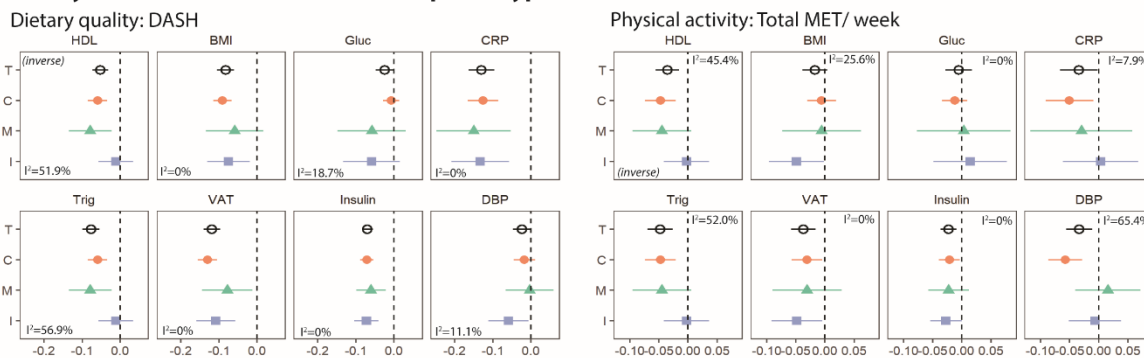 Dietary quality: DASH
HDL BMI Gluc CRP
(inverse)
T
C
M
I
I²=51.9% I²=0% I²=18.7% I²=0%
Trig VAT Insulin DBP
T
C
M
I
I²=56.9% I²=0% I²=0% I²=11.1%
-0.2 -0.1 0.0 -0.2 -0.1 0.0 -0.2 -0.1 0.0 -0.2 -0.1 0.0
Physical activity: Total MET/ week
HDL BMI Gluc CRP
I²=45.4% I²=25.6% I²=0% I²=7.9%
T
C
M
I
(inverse)
Trig VAT Insulin DBP
I²=52.0% I²=0% I²=0% I²=65.4%
T
C
M
I
-0.10 -0.05 0.00 0.05 -0.10 -0.05 0.00 0.05 -0.10 -0.05 0.00 0.05 -0.10 -0.05 0.00 0.05